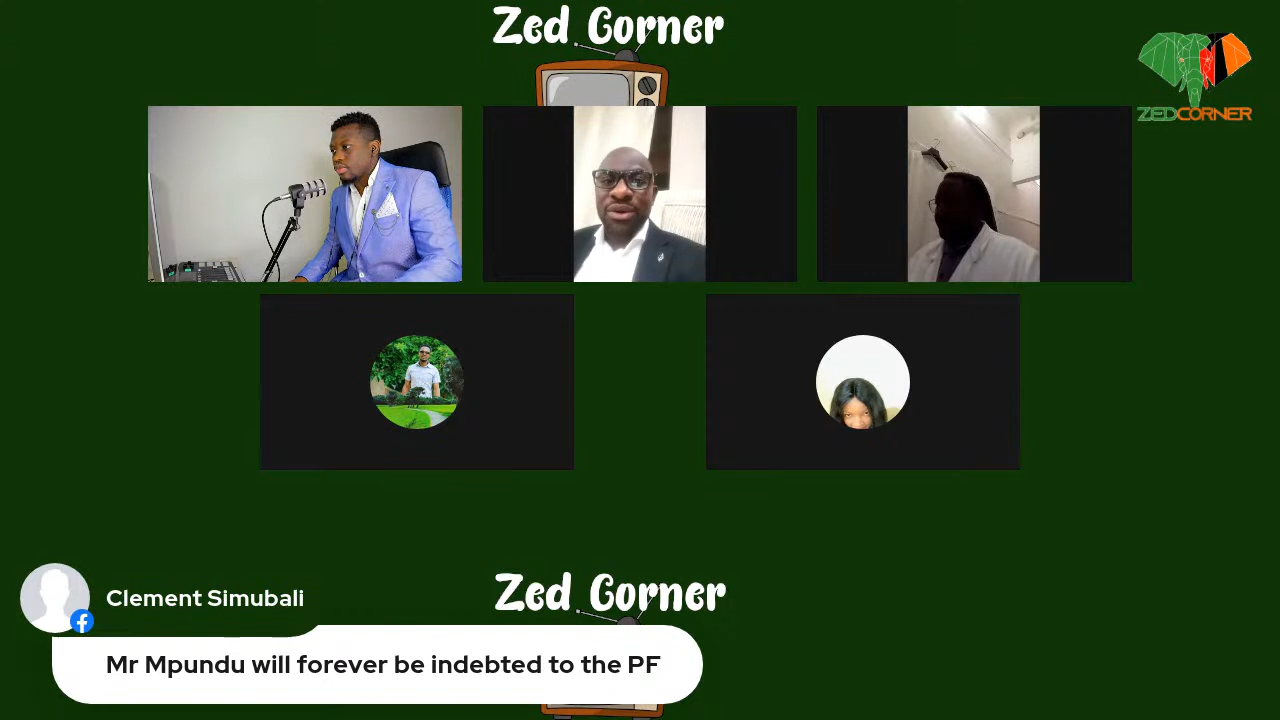 Zed Corner
ZEDCORNER
Zed Corner
Clement Simubali
Mr Mpundu will forever be indebted to the PF